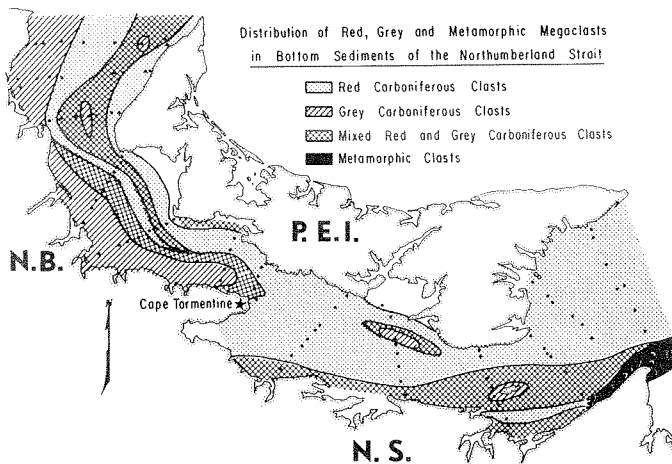 Distribution of Red, Grey and Metamorphic Megaclasts
in Bottom Sediments of the Northumberland Strait
Red Carboniferous Clasts
Grey Carboniferous Clasts
Mixed Red and Grey Carboniferous Clasts
Metamorphic Clasts
P.E.I.
N.B.
Cape Tormentine
N.S.